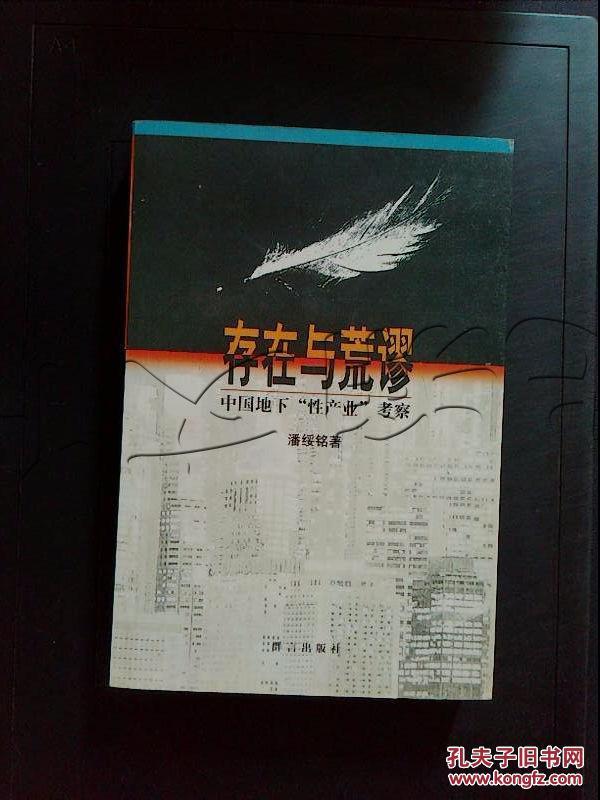 存在与荒谬
中国地下“性产业”考察
潘绥铭著
群言出版社
孔夫子旧书网
www.kongfz.com